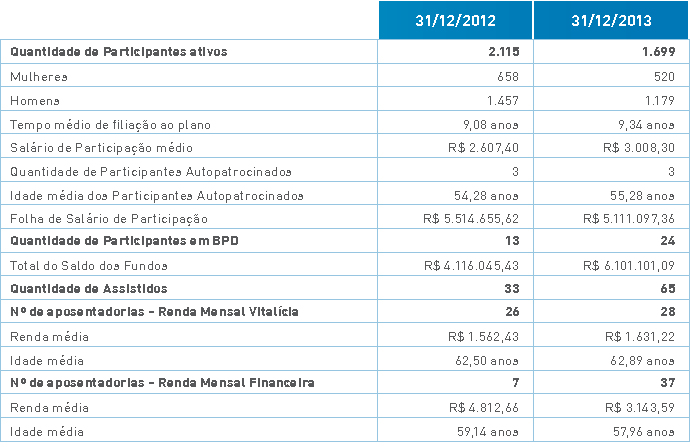 31/12/2012 31/12/2013
Quantidade de Participantes ativos 2.115 1.699
Mulheres 658 520
Homens 1.457 1.179
Tempo médio de filiação ao plano 9,08 anos 9,34 anos
Salário de Participação médio R$ 2.607,40 R$ 3.008,30
Quantidade de Participantes Autopatrocinados 3 3
Idade média dos Participantes Autopatrocinados 54,28 anos 55,28 anos
Folha de Salário de Participação R$ 5.514.655,62 R$ 5.111.097,36
Quantidade de Participantes em BPD 13 24
Total do Saldo dos Fundos R$ 4.116.045,43 R$ 6.101.101,09
Quantidade de Assistidos 33 65
Nº de aposentadorias - Renda Mensal Vitalícia 26 28
Renda média R$ 1.562,43 R$ 1.631,22
Idade média 62,50 anos 62,89 anos
Nº de aposentadorias - Renda Mensal Financeira 7 37
Renda média R$ 4.812,66 R$ 3.143,59
Idade média 59,14 anos 57,96 anos